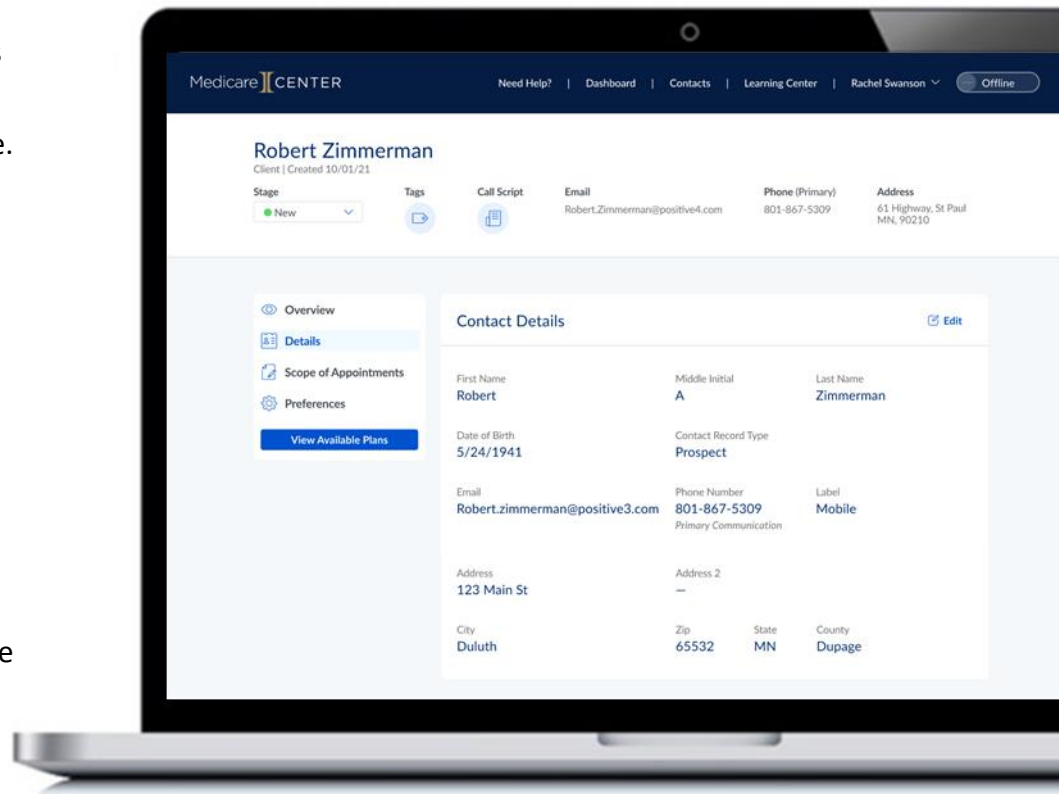 e.
e
Medicare CENTER
Need Help? | Dashboard | Contacts | Learning Center | Rachel Swanson Offline
Robert Zimmerman
Client | Created 10/01/21
Stage Tags Call Script Email Phone (Primary) Address
New Robert.Zimmerman@positive4.com 801-867-5309 61 Highway, St Paul
MN, 90210
Overview
Details
Scope of Appointments
Preferences
View Available Plans
Contact Details Edit
First Name Middle Initial Last Name
Robert A Zimmerman
Date of Birth Contact Record Type
5/24/1941 Prospect
Email Phone Number Label
Robert.zimmerman@positive3.com 801-867-5309 Mobile
Primary Communication
Address Address 2
123 Main St —
City Zip State County
Duluth 65532 MN Dupage